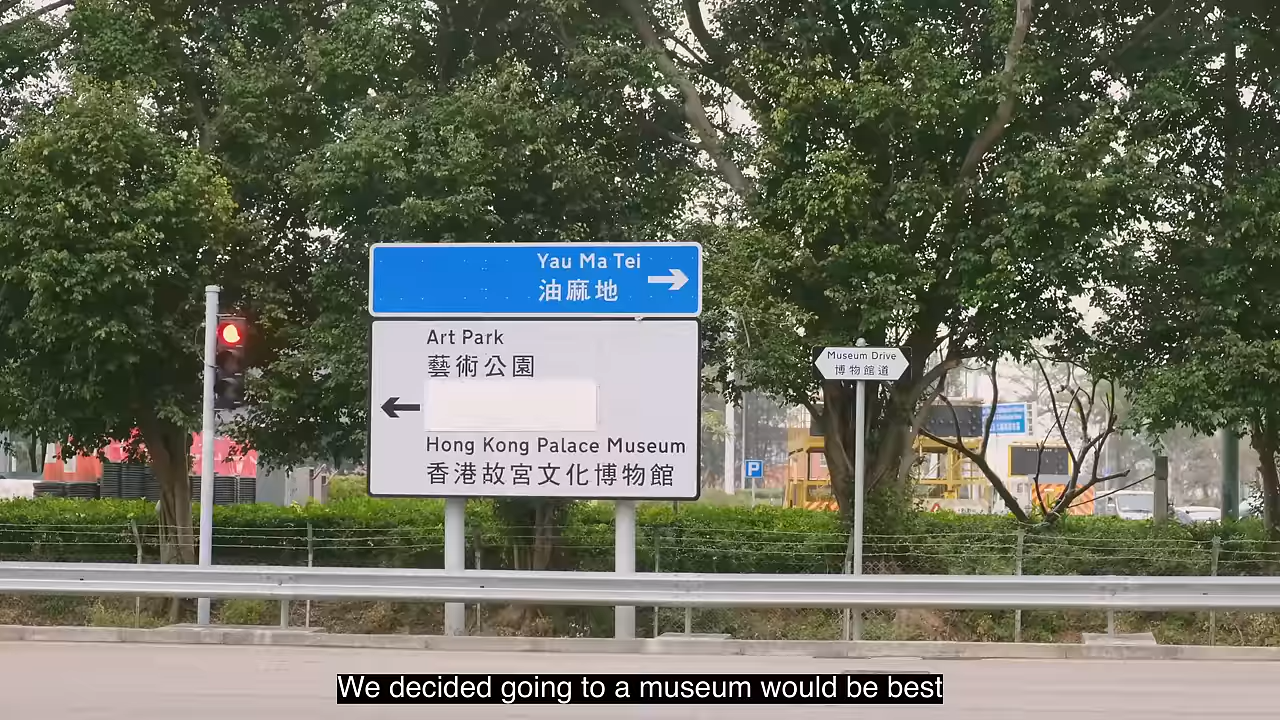 Yau Ma Tei
油麻地
Art Park
藝術公園
Hong Kong Palace Museum
香港故宮文化博物館
Museum Drive
博物館道
P
We decided going to a museum would be best